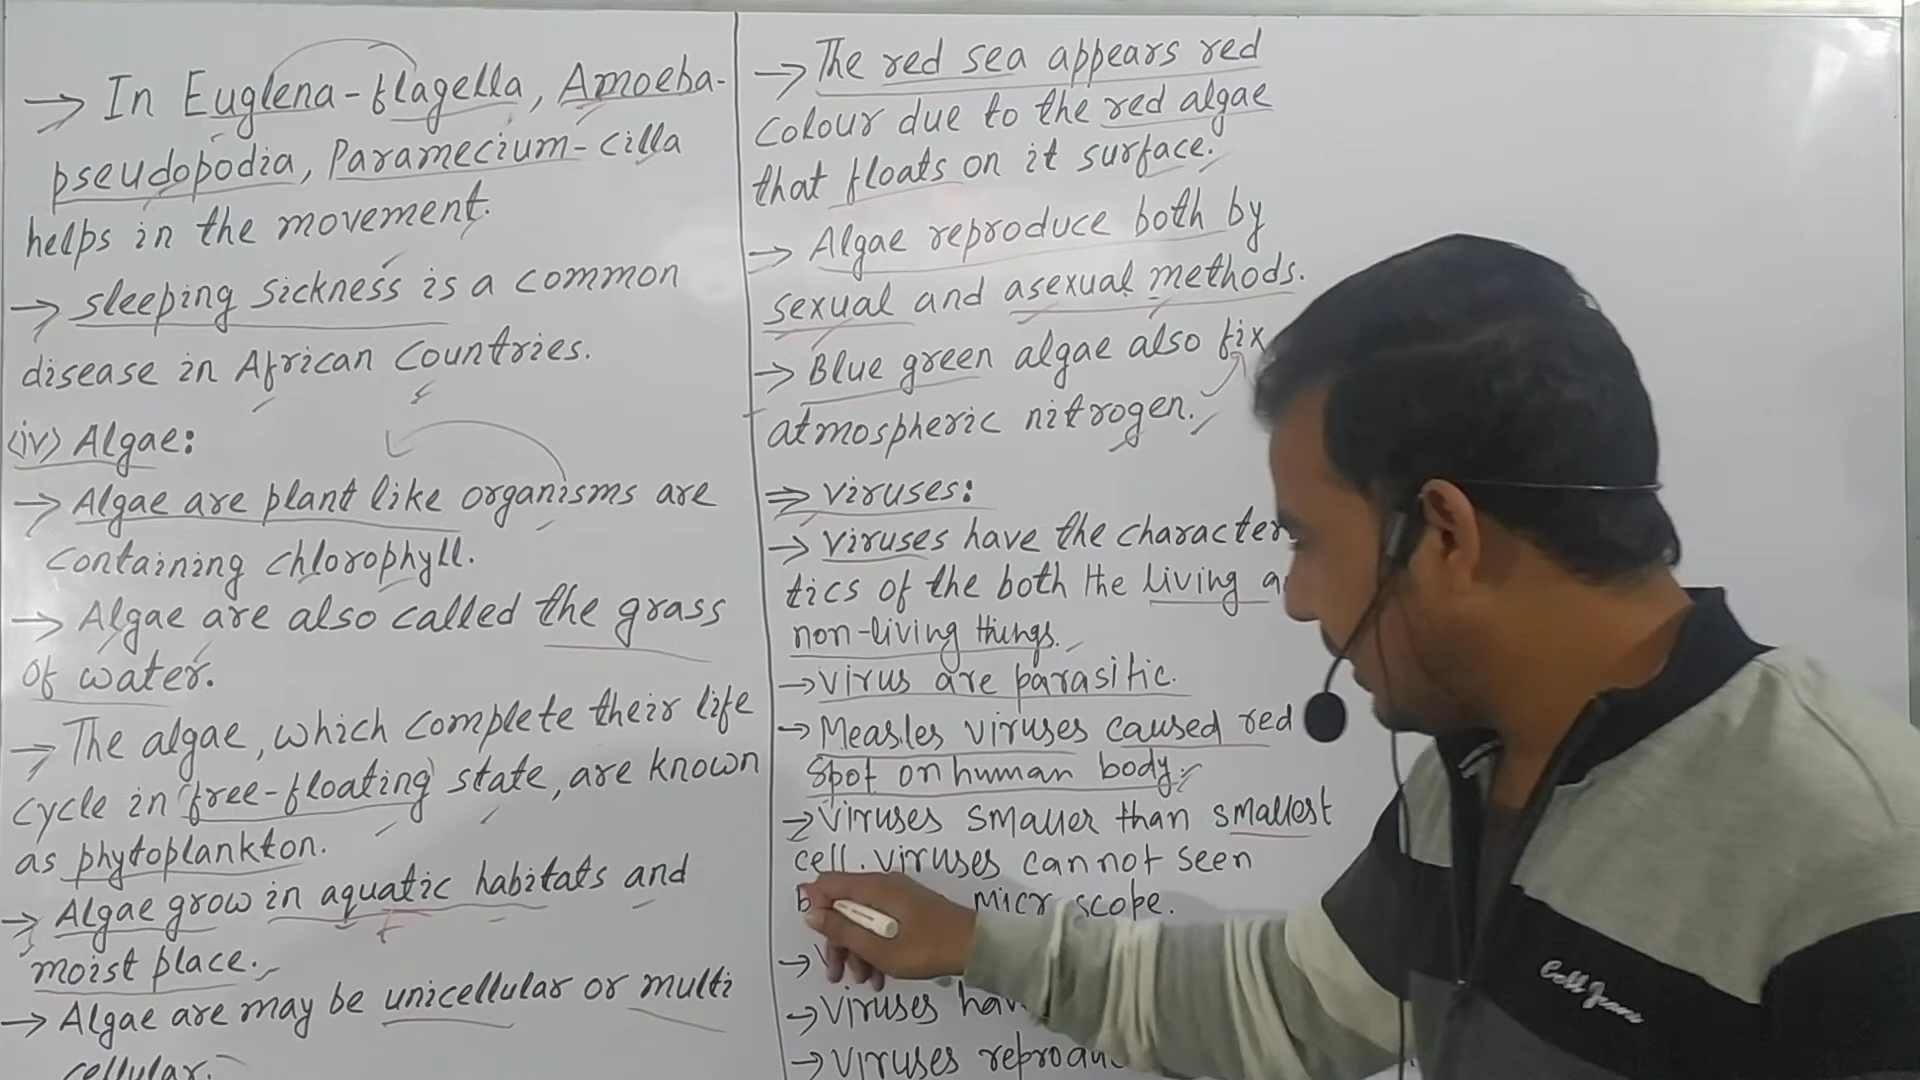 → In Euglena-flagella, Amoeba-
pseudopodia, Paramecium-cilla
helps in the movement.
→ sleeping sickness is a common
disease in African countries.
(iv) Algae:
→ Algae are plant like organisms are
containing chlorophyll.
→ Algae are also called the grass
of water.
→ The algae, which complete their life
cycle in free-floating state, are known
as phytoplankton.
→ Algae grow in aquatic habitats and
moist place.
→ Algae are may be unicellular or multi
cellular.
→ The red sea appears red
colour due to the red algae
that floats on it surface.
→ Algae reproduce both by
sexual and asexual methods.
→ Blue green algae also fix
atmospheric nitrogen.
⇒ viruses:
→ viruses have the character
tics of the both the living a
non-living things.
→ virus are parasitic.
→ Measles viruses caused red
spot on human body.
→ viruses smaller than smallest
cell. viruses cannot seen
b micr scope.
→ v
→ viruses hav
→ viruses reprodu
Coll Jeans